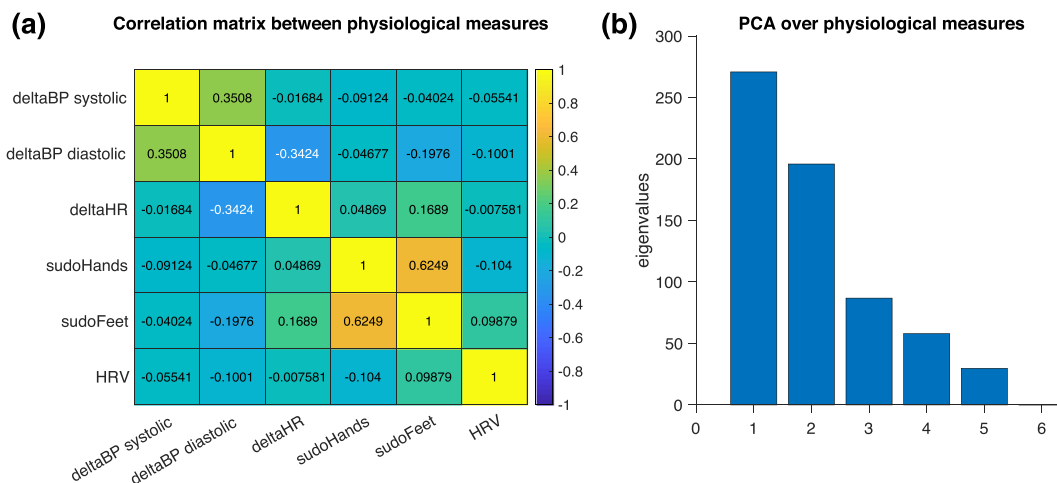 (a) Correlation matrix between physiological measures
deltaBP systolic 1 0.3508 -0.01684 -0.09124 -0.04024 -0.05541
deltaBP diastolic 0.3508 1 -0.3424 -0.04677 -0.1976 -0.1001
deltaHR -0.01684 -0.3424 1 0.04869 0.1689 -0.007581
sudoHands -0.09124 -0.04677 0.04869 1 0.6249 -0.104
sudoFeet -0.04024 -0.1976 0.1689 0.6249 1 0.09879
HRV -0.05541 -0.1001 -0.007581 -0.104 0.09879 1
deltaBP systolic deltaBP diastolic deltaHR sudoHands sudoFeet HRV
1
0.8
0.6
0.4
0.2
0
-0.2
-0.4
-0.6
-0.8
-1
(b) PCA over physiological measures
eigenvalues
300
250
200
150
100
50
0
0 1 2 3 4 5 6